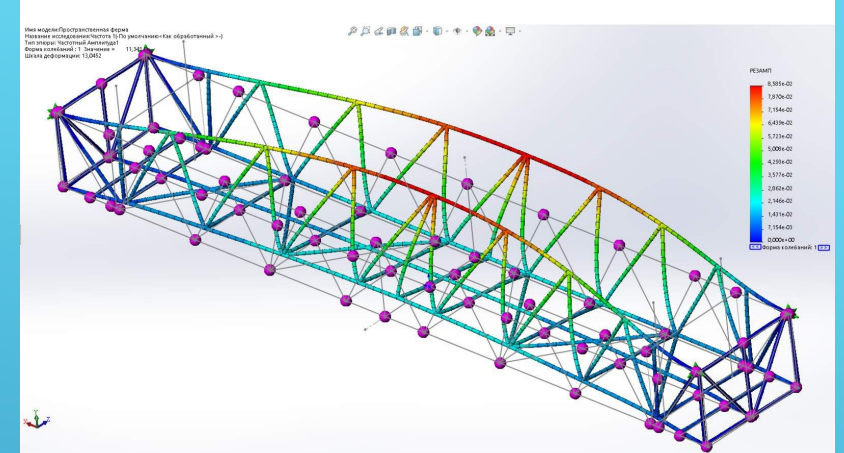 Имя модели:Пространственная ферма
Название исследования:Частота 1(-По умолчанию<Как обработанный>-)
Тип эпюры: Частотный Амплитуда1
Форма колебаний : 1 Значение =
Шкала деформации: 13,0452
РЕЗАМП
8,585e-02
7,870e-02
7,154e-02
6,439e-02
5,723e-02
5,008e-02
4,293e-02
3,577e-02
2,862e-02
2,146e-02
1,431e-02
7,154e-03
0,000e+00
Форма колебаний: 1